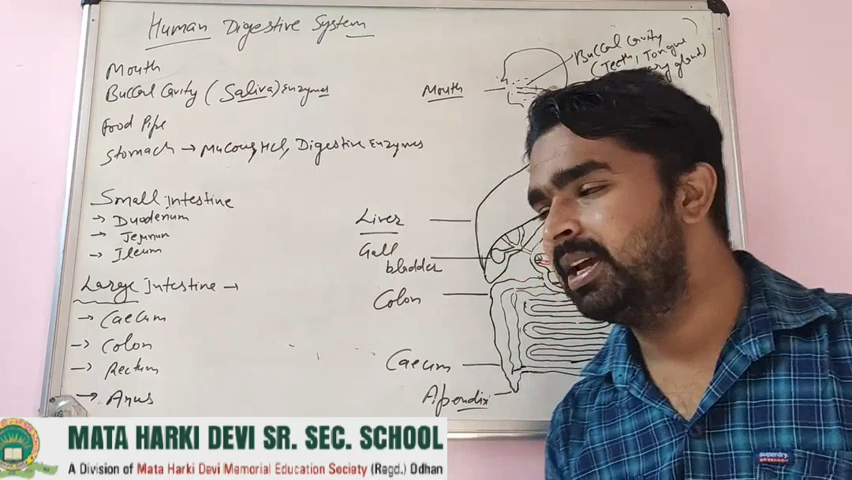 Human Digestive System
Mouth
Buccal Cavity (Saliva) Enzymes
Food Pipe
Stomach → Mucous, HCl, Digestive Enzymes
Small Intestine
→ Duodenum
→ Jejunum
→ Ileum
Large Intestine →
→ Caecum
→ Colon
→ Rectum
→ Anus
Buccal Cavity
(Teeth, Tongue
gland)
Mouth
Liver
Gall
bladder
Colon
Caecum
Apendix
superdry
MATA HARKI DEVI SR. SEC. SCHOOL
A Division of Mata Harki Devi Memorial Education Society (Regd.) Odhan